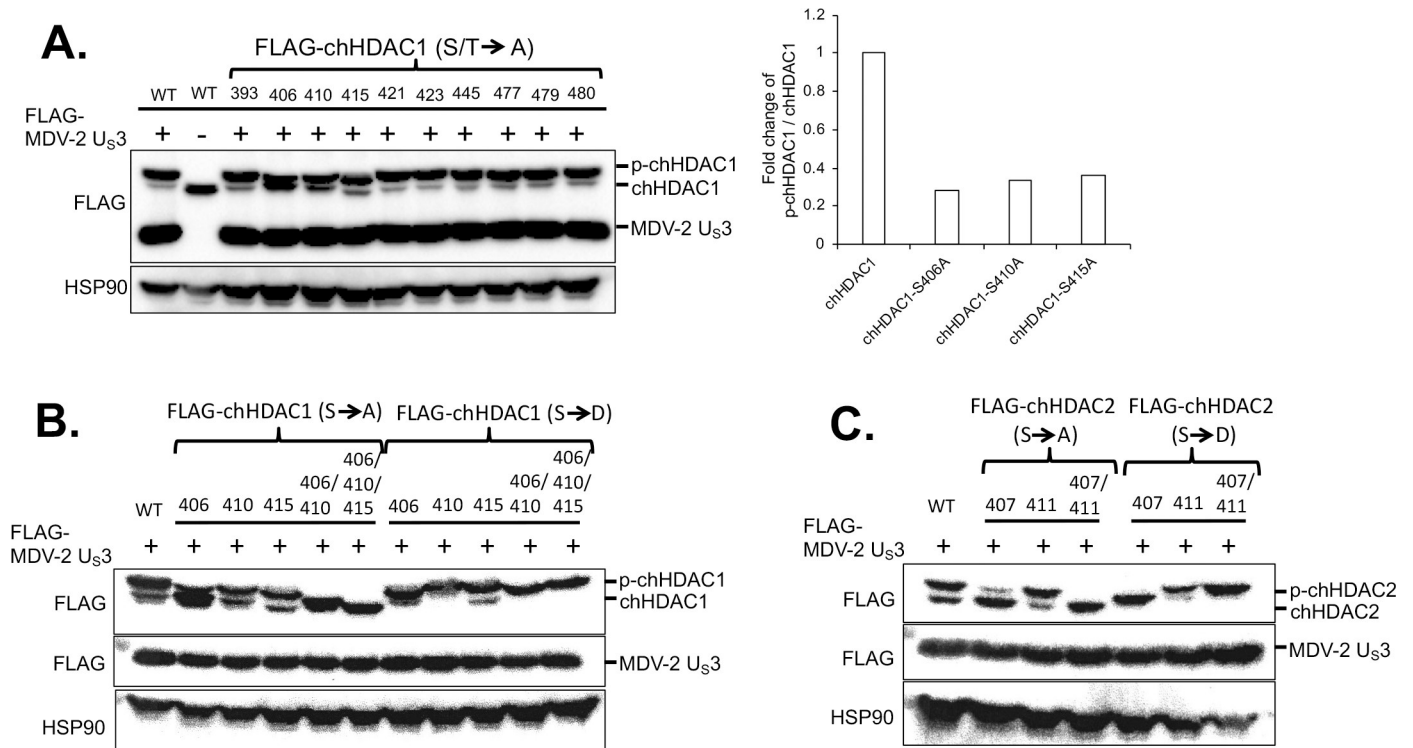 A.
FLAG-chHDAC1 (S/T→ A)
WT WT 393 406 410 415 421 423 445 477 479 480
FLAG-
MDV-2 US3 + - + + + + + + + + + +
FLAG
p-chHDAC1
chHDAC1
MDV-2 US3
HSP90
Fold change of
p-chHDAC1 / chHDAC1
1.2
1
0.8
0.6
0.4
0.2
0
chHDAC1
chHDAC1-S406A
chHDAC1-S410A
chHDAC1-S415A
B.
FLAG-chHDAC1 (S→A) FLAG-chHDAC1 (S→D)
WT 406 410 415 406/410 406/410/415 406 410 415 406/410 406/410/415
FLAG-
MDV-2 US3 + + + + + + + + + + +
FLAG
p-chHDAC1
chHDAC1
FLAG
MDV-2 US3
HSP90
C.
FLAG-chHDAC2 (S→A)
FLAG-chHDAC2 (S→D)
WT 407 411 407/411 407 411 407/411
FLAG-
MDV-2 US3 + + + + + + +
FLAG
p-chHDAC2
chHDAC2
FLAG
MDV-2 US3
HSP90